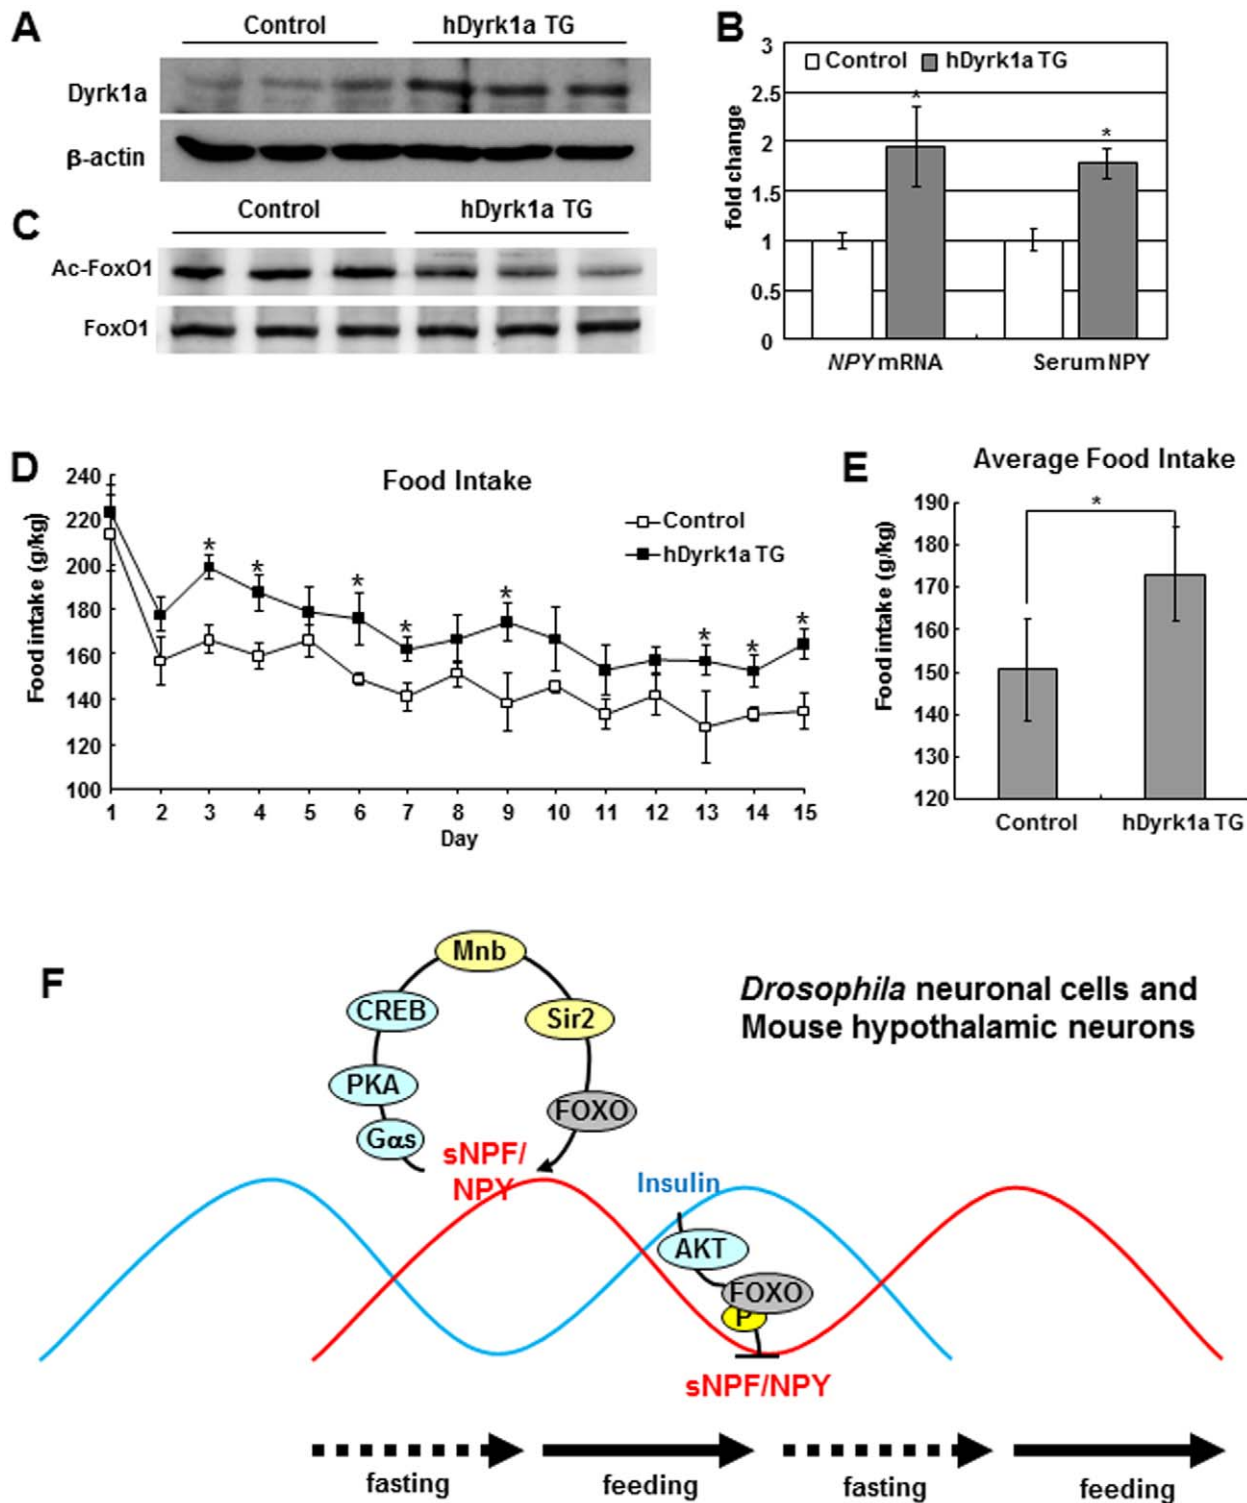 A
Control
hDyrk1a TG
Dyrk1a
β-actin
B
3
2.5
2
1.5
1
0.5
0
fold change
Control
hDyrk1a TG
*
*
NPY mRNA
Serum NPY
C
Control
hDyrk1a TG
Ac-FoxO1
FoxO1
D
Food Intake
240
220
200
180
160
140
120
100
Food intake (g/kg)
Control
hDyrk1a TG
* * * * * * * *
1 2 3 4 5 6 7 8 9 10 11 12 13 14 15
Day
E
Average Food Intake
190
180
170
160
150
140
130
120
Food intake (g/kg)
*
Control
hDyrk1a TG
F
Drosophila neuronal cells and
Mouse hypothalamic neurons
Mnb
CREB
Sir2
PKA
FOXO
Gαs
sNPF/
NPY
Insulin
AKT
FOXO
P
sNPF/NPY
fasting
feeding
fasting
feeding